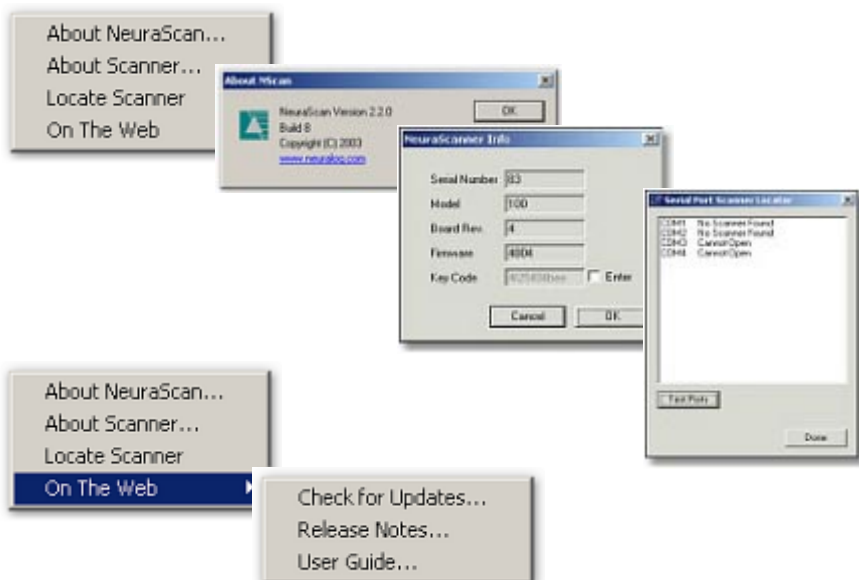 About NeuraScan...
About Scanner...
Locate Scanner
On The Web
About NScan
NeuraScan Version 2.2.0
Build 8
Copyright (C) 2003
www.neuralog.com
OK
NeuraScanner Info
Serial Number 83
Model 100
Board Rev. 4
Firmware 4804
Key Code
Enter
Cancel
OK
Serial Port Scanner Locator
COM1 No Scanner Found
COM2 No Scanner Found
COM3 Cannot Open
COM4 Cannot Open
Test Ports
Done
About NeuraScan...
About Scanner...
Locate Scanner
On The Web
Check for Updates...
Release Notes...
User Guide...